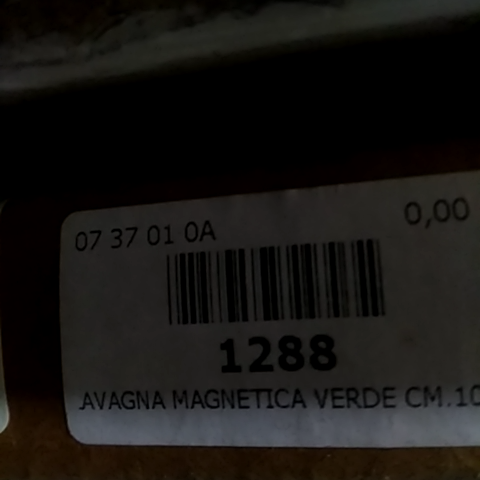 07 37 01 0A 0,00
1288
AVAGNA MAGNETICA VERDE CM.10